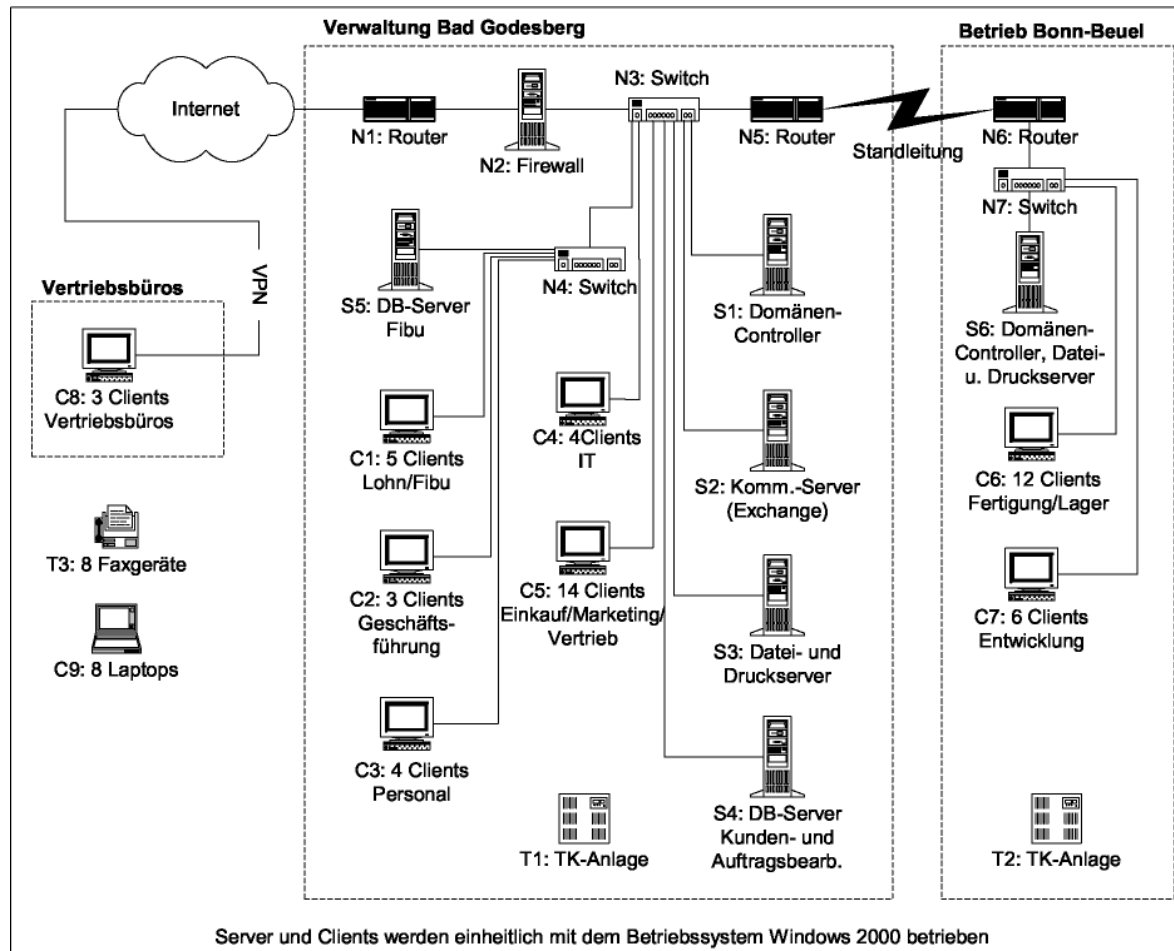 Verwaltung Bad Godesberg
Betrieb Bonn-Beuel
Internet
N1: Router
N2: Firewall
N3: Switch
N5: Router
Standleitung
N6: Router
N7: Switch
S5: DB-Server
Fibu
N4: Switch
S1: Domänen-
Controller
S6: Domänen-
Controller, Datei-
u. Druckserver
VPN
Vertriebsbüros
C8: 3 Clients
Vertriebsbüros
C1: 5 Clients
Lohn/Fibu
C4: 4Clients
IT
S2: Komm.-Server
(Exchange)
C6: 12 Clients
Fertigung/Lager
T3: 8 Faxgeräte
C2: 3 Clients
Geschäfts-
führung
C5: 14 Clients
Einkauf/Marketing/
Vertrieb
S3: Datei- und
Druckserver
C7: 6 Clients
Entwicklung
C9: 8 Laptops
C3: 4 Clients
Personal
T1: TK-Anlage
S4: DB-Server
Kunden- und
Auftragsbearb.
T2: TK-Anlage
Server und Clients werden einheitlich mit dem Betriebssystem Windows 2000 betrieben